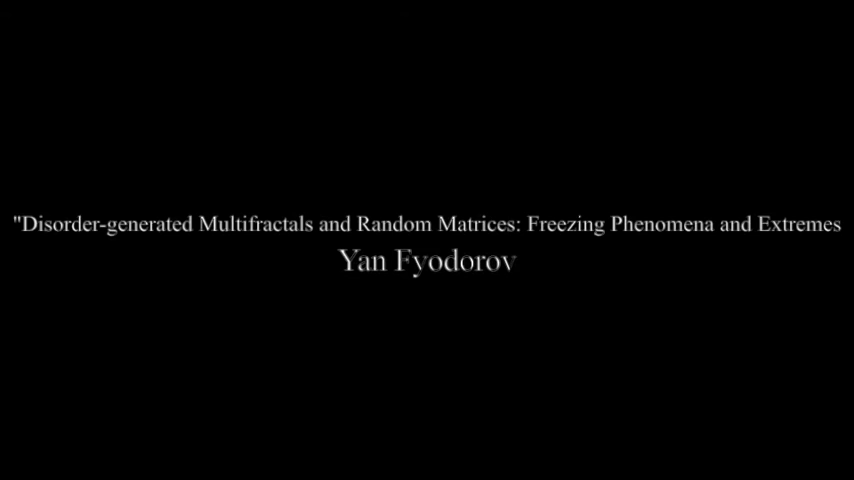 "Disorder-generated Multifractals and Random Matrices: Freezing Phenomena and Extremes
Yan Fyodorov